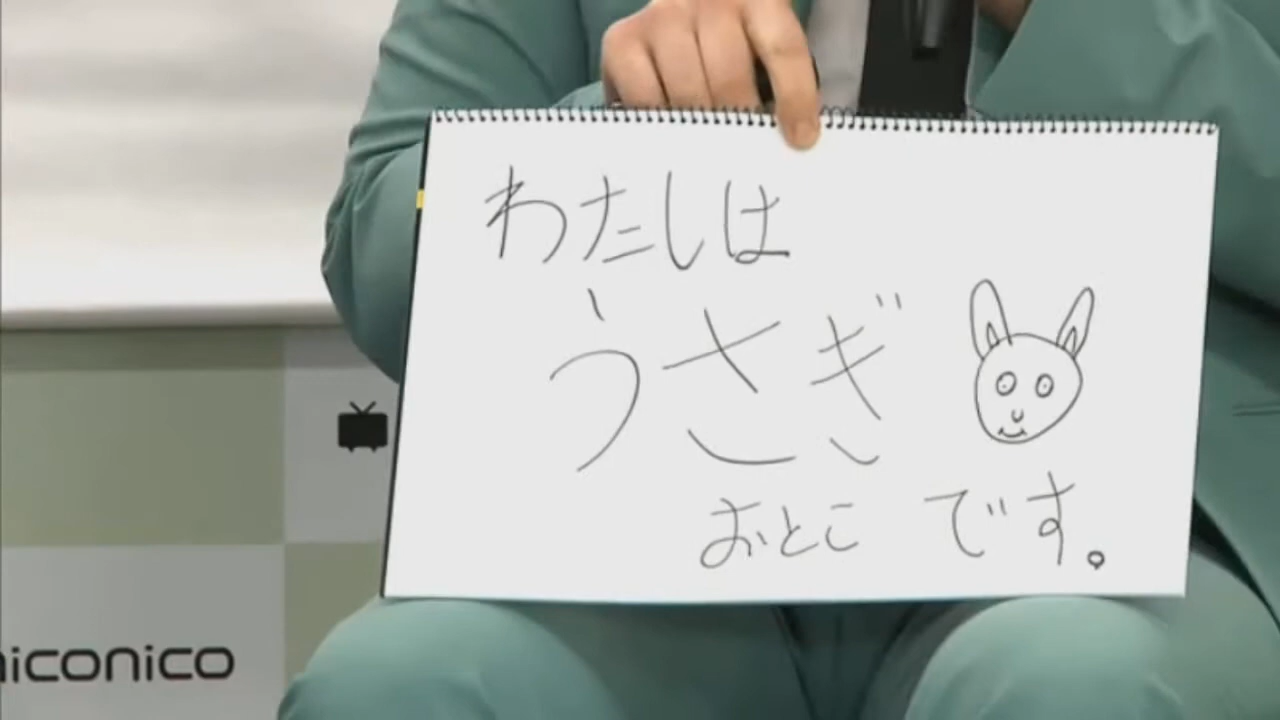 わたしは
うさぎ
おとこ です。
niconico